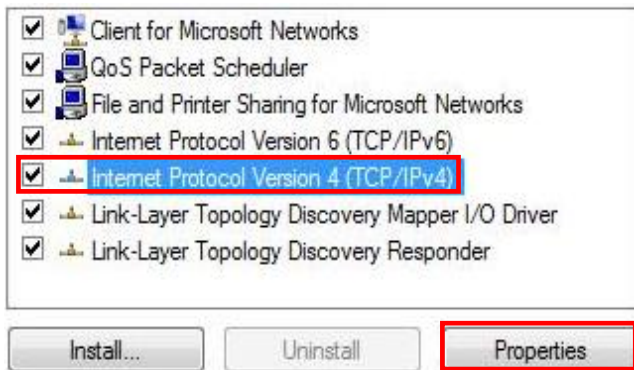 Client for Microsoft Networks
QoS Packet Scheduler
File and Printer Sharing for Microsoft Networks
Internet Protocol Version 6 (TCP/IPv6)
Internet Protocol Version 4 (TCP/IPv4)
Link-Layer Topology Discovery Mapper I/O Driver
Link-Layer Topology Discovery Responder
Install... Uninstall Properties